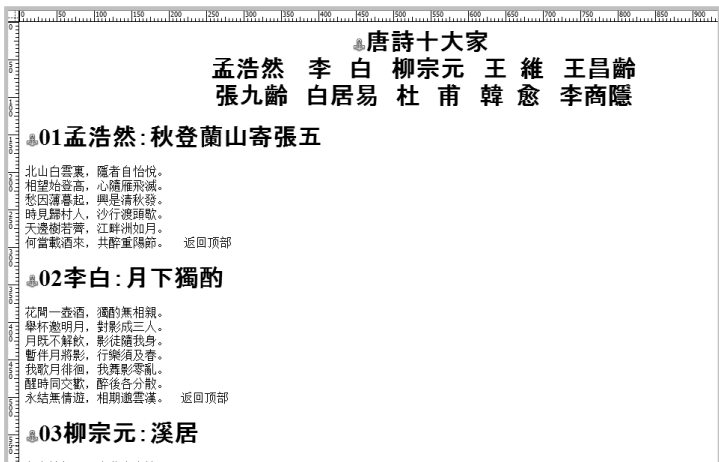 唐詩十大家
孟浩然 李 白 柳宗元 王 維 王昌齡
張九齡 白居易 杜 甫 韓 愈 李商隱
01孟浩然:秋登蘭山寄張五
北山白雲裏，隱者自怡悅。
相望始登高，心隨雁飛滅。
愁因薄暮起，興是清秋發。
時見歸村人，沙行渡頭歇。
天邊樹若薺，江畔洲如月。
何當載酒來，共醉重陽節。 返回顶部
02李白:月下獨酌
花間一壺酒，獨酌無相親。
舉杯邀明月，對影成三人。
月既不解飲，影徒隨我身。
暫伴月將影，行樂須及春。
我歌月徘徊，我舞影零亂。
醒時同交歡，醉後各分散。
永結無情遊，相期邈雲漢。 返回顶部
03柳宗元:溪居